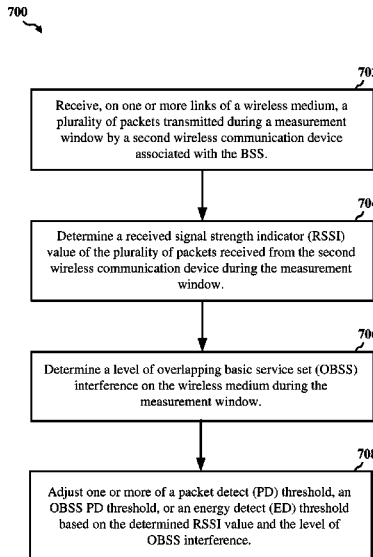 700
702
Receive, on one or more links of a wireless medium, a
plurality of packets transmitted during a measurement
window by a second wireless communication device
associated with the BSS.
704
Determine a received signal strength indicator (RSSI)
value of the plurality of packets received from the second
wireless communication device during the measurement
window.
706
Determine a level of overlapping basic service set (OBSS)
interference on the wireless medium during the
measurement window.
708
Adjust one or more of a packet detect (PD) threshold, an
OBSS PD threshold, or an energy detect (ED) threshold
based on the determined RSSI value and the level of
OBSS interference.